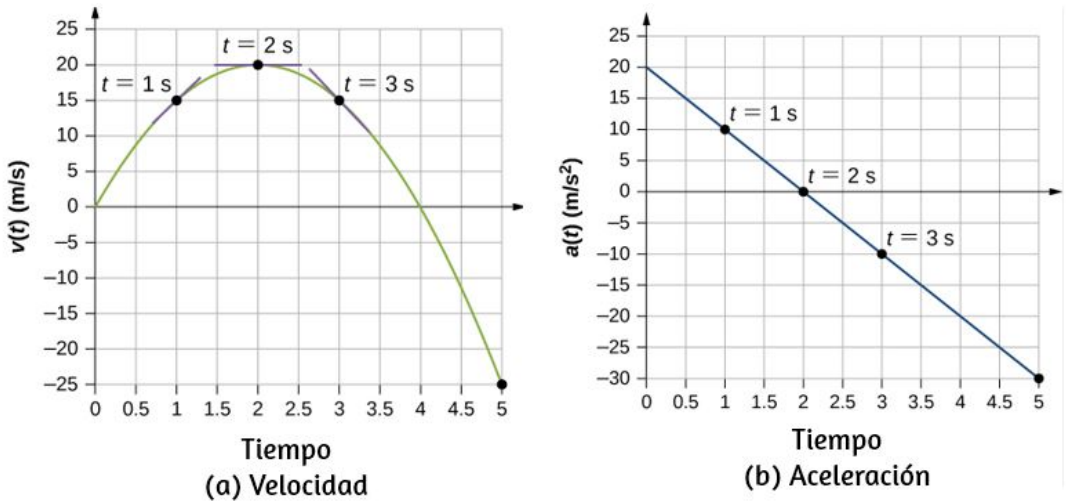 25
20
15
10
5
0
−5
−10
−15
−20
−25
v(t) (m/s)
t = 1 s
t = 2 s
t = 3 s
0 0.5 1 1.5 2 2.5 3 3.5 4 4.5 5
Tiempo
(a) Velocidad
25
20
15
10
5
0
−5
−10
−15
−20
−25
−30
a(t) (m/s²)
t = 1 s
t = 2 s
t = 3 s
0 0.5 1 1.5 2 2.5 3 3.5 4 4.5 5
Tiempo
(b) Aceleración